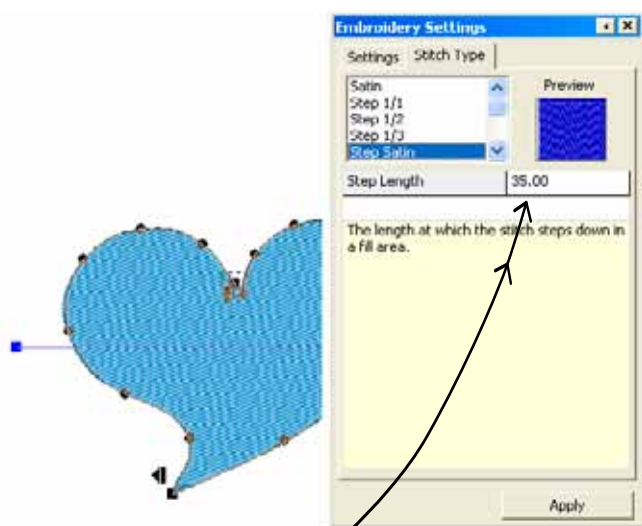 Embroidery Settings
Settings Stitch Type
Satin
Step 1/1
Step 1/2
Step 1/3
Step Satin
Preview
Step Length 35.00
The length at which the stitch steps down in
a fill area.
Apply